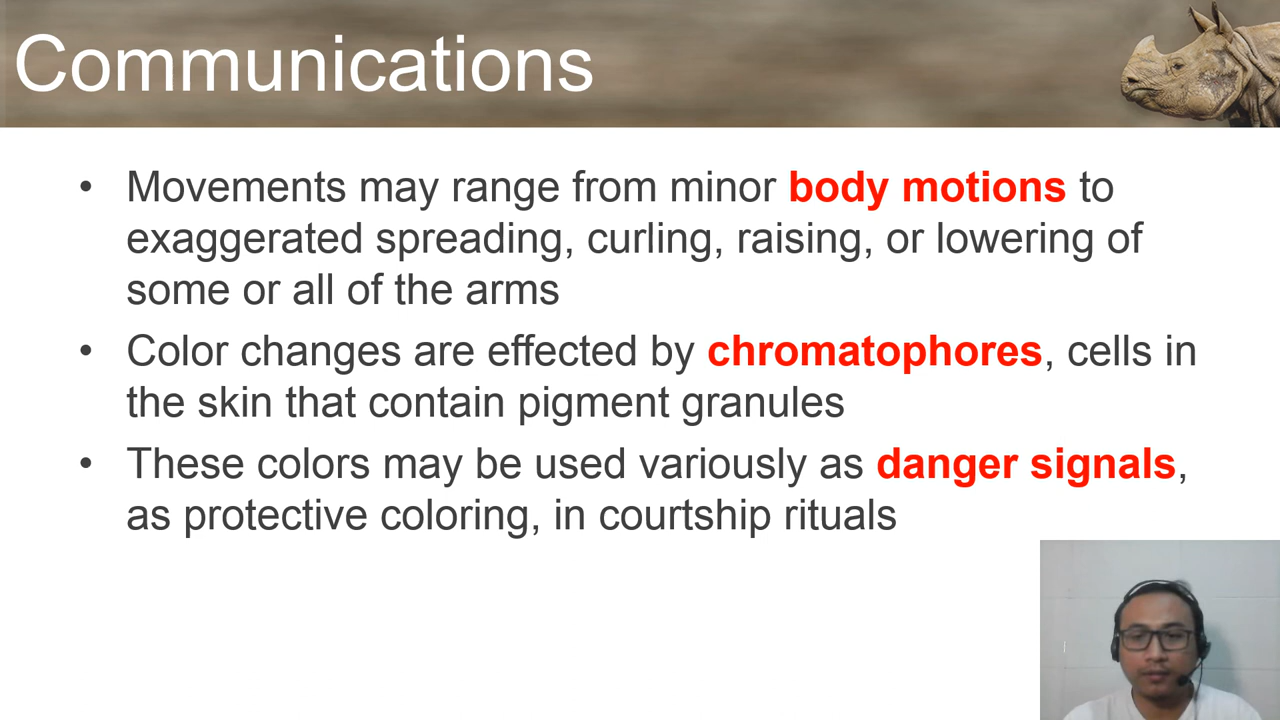 Communications
• Movements may range from minor body motions to
exaggerated spreading, curling, raising, or lowering of
some or all of the arms
• Color changes are effected by chromatophores, cells in
the skin that contain pigment granules
• These colors may be used variously as danger signals,
as protective coloring, in courtship rituals